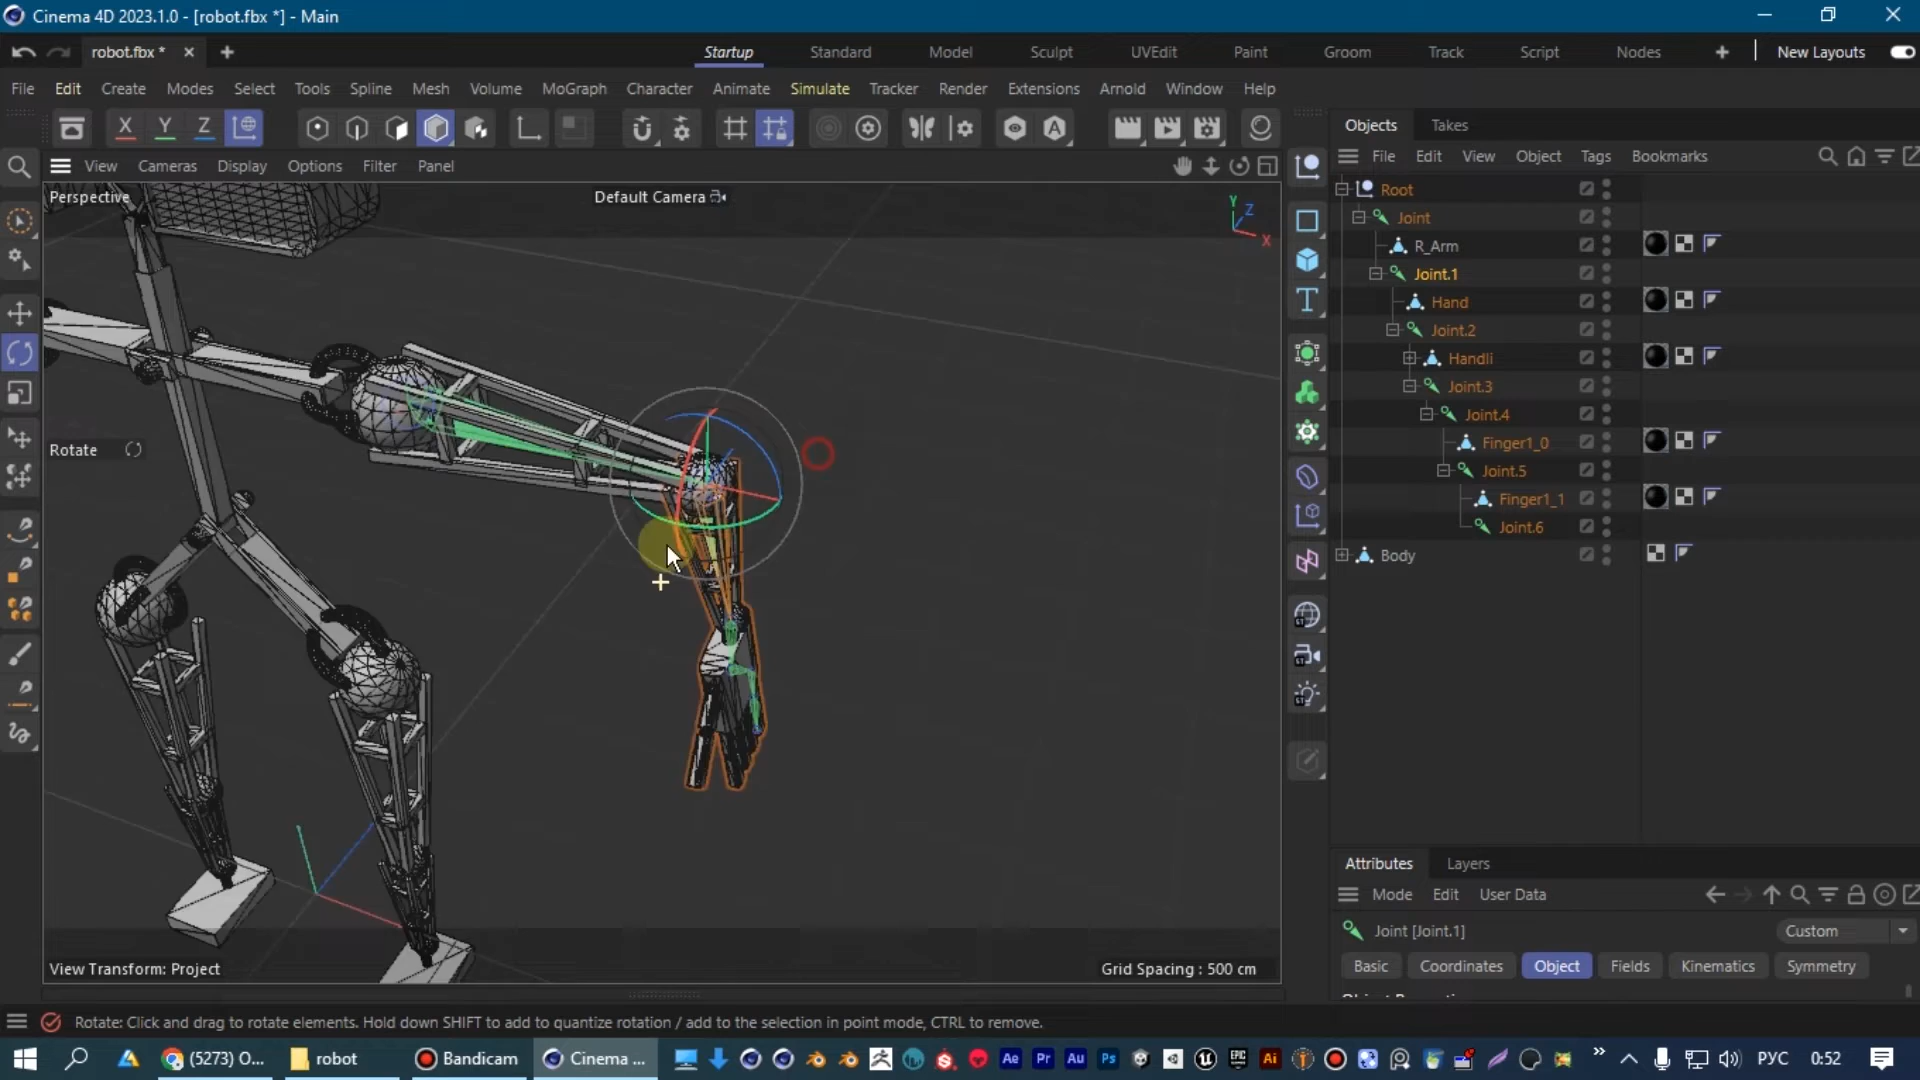 Cinema 4D 2023.1.0 - [robot.fbx *] - Main
robot.fbx *
Startup
Standard
Model
Sculpt
UVEdit
Paint
Groom
Track
Script
Nodes
New Layouts
File
Edit
Create
Modes
Select
Tools
Spline
Mesh
Volume
MoGraph
Character
Animate
Simulate
Tracker
Render
Extensions
Arnold
Window
Help
X
Y
Z
Objects
Takes
View
Cameras
Display
Options
Filter
Panel
File
Edit
View
Object
Tags
Bookmarks
Perspective
Default Camera
Y
Z
X
Rotate
Root
Joint
R_Arm
Joint.1
Hand
Joint.2
Handli
Joint.3
Joint.4
Finger1_0
Joint.5
Finger1_1
Joint.6
Body
View Transform: Project
Grid Spacing : 500 cm
Attributes
Layers
Mode
Edit
User Data
Joint [Joint.1]
Custom
Basic
Coordinates
Object
Fields
Kinematics
Symmetry
Rotate: Click and drag to rotate elements. Hold down SHIFT to add to quantize rotation / add to the selection in point mode, CTRL to remove.
(5273) O...
robot
Bandicam
Cinema ...
Ae
Pr
Au
Ps
Ai
РУС
0:52